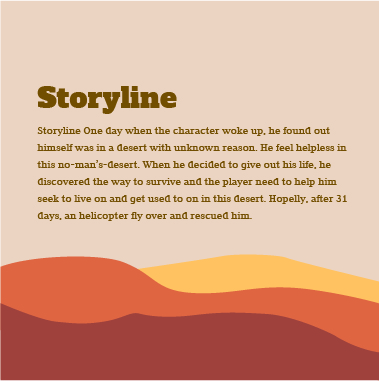 Storyline
Storyline One day when the character woke up, he found out
himself was in a desert with unknown reason. He feel helpless in
this no-man's-desert. When he decided to give out his life, he
discovered the way to survive and the player need to help him
seek to live on and get used to on in this desert. Hopelly, after 31
days, an helicopter fly over and rescued him.